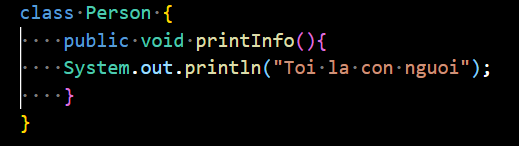 class Person {
    public void printInfo(){
    System.out.println("Toi la con nguoi");
    }
}